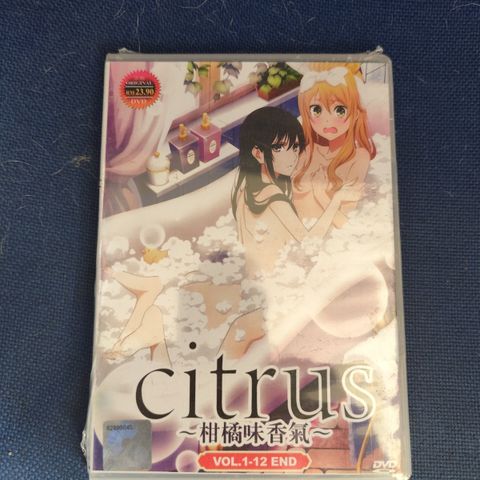 ORIGINAL
RM 23.90
DVD
citrus
～柑橘味香氣～
VOL.1-12 END
DVD